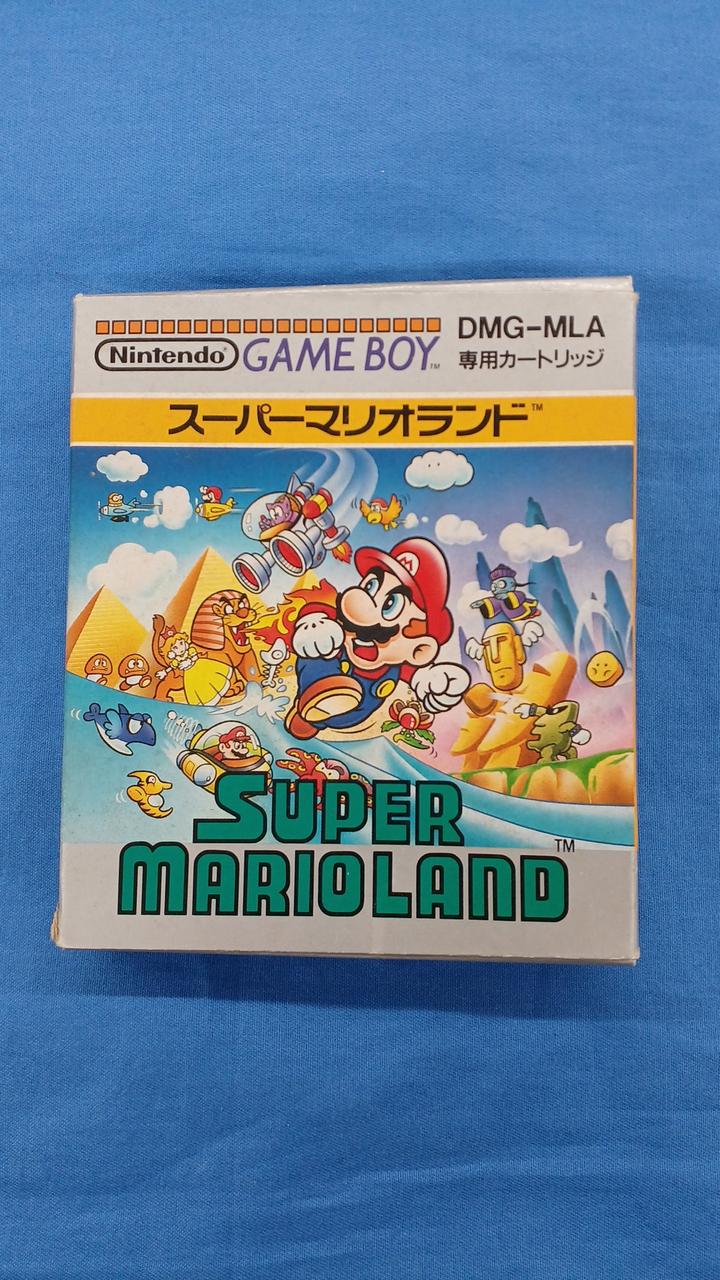 DMG-MLA
Nintendo GAME BOY™
専用カートリッジ
スーパーマリオランド™
M
SUPER
MARIOLAND™